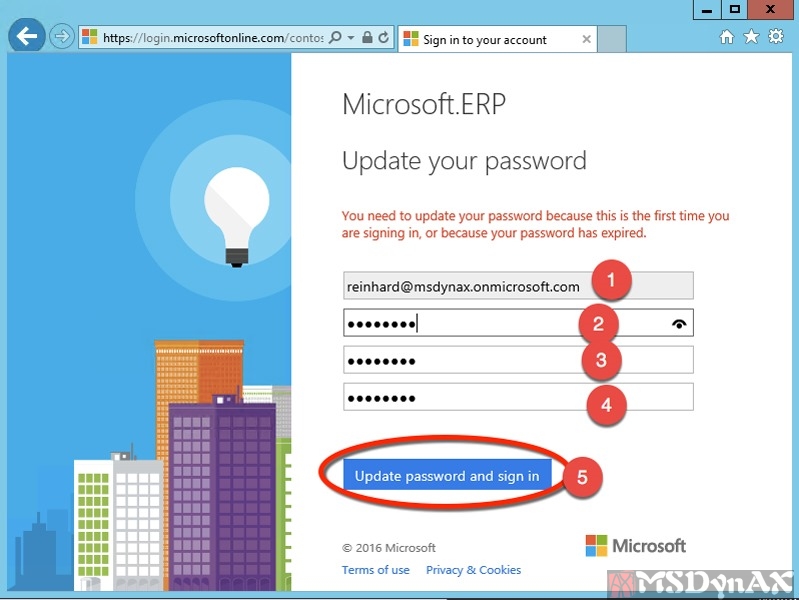 https://login.microsoftonline.com/contos
Sign in to your account
Microsoft.ERP
Update your password
You need to update your password because this is the first time you
are signing in, or because your password has expired.
reinhard@msdynax.onmicrosoft.com
1
2
3
4
Update password and sign in
5
© 2016 Microsoft
Microsoft
Terms of use Privacy & Cookies
MSDynAX